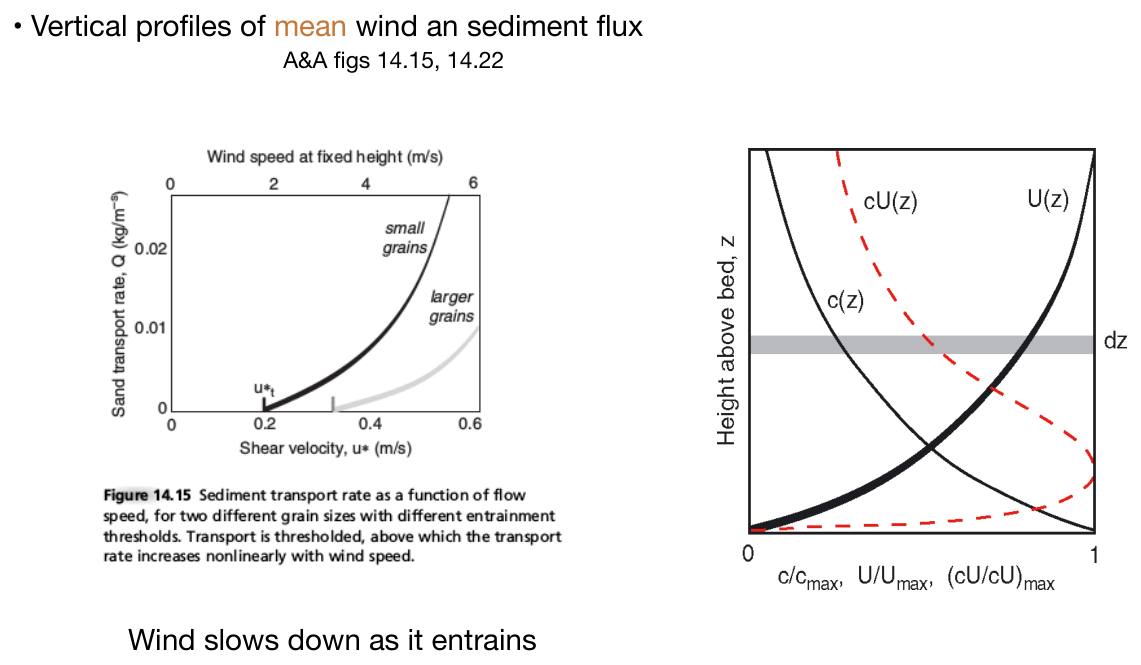 • Vertical profiles of mean wind an sediment flux
A&A figs 14.15, 14.22
Wind speed at fixed height (m/s)
0 2 4 6
Sand transport rate, Q (kg/m⁻ˢ)
0.02
0.01
0
small
grains
larger
grains
u*t
0 0.2 0.4 0.6
Shear velocity, u* (m/s)
Figure 14.15 Sediment transport rate as a function of flow
speed, for two different grain sizes with different entrainment
thresholds. Transport is thresholded, above which the transport
rate increases nonlinearly with wind speed.
Height above bed, z
cU(z)
U(z)
c(z)
dz
0 1
c/cmax, U/Umax, (cU/cU)max
Wind slows down as it entrains